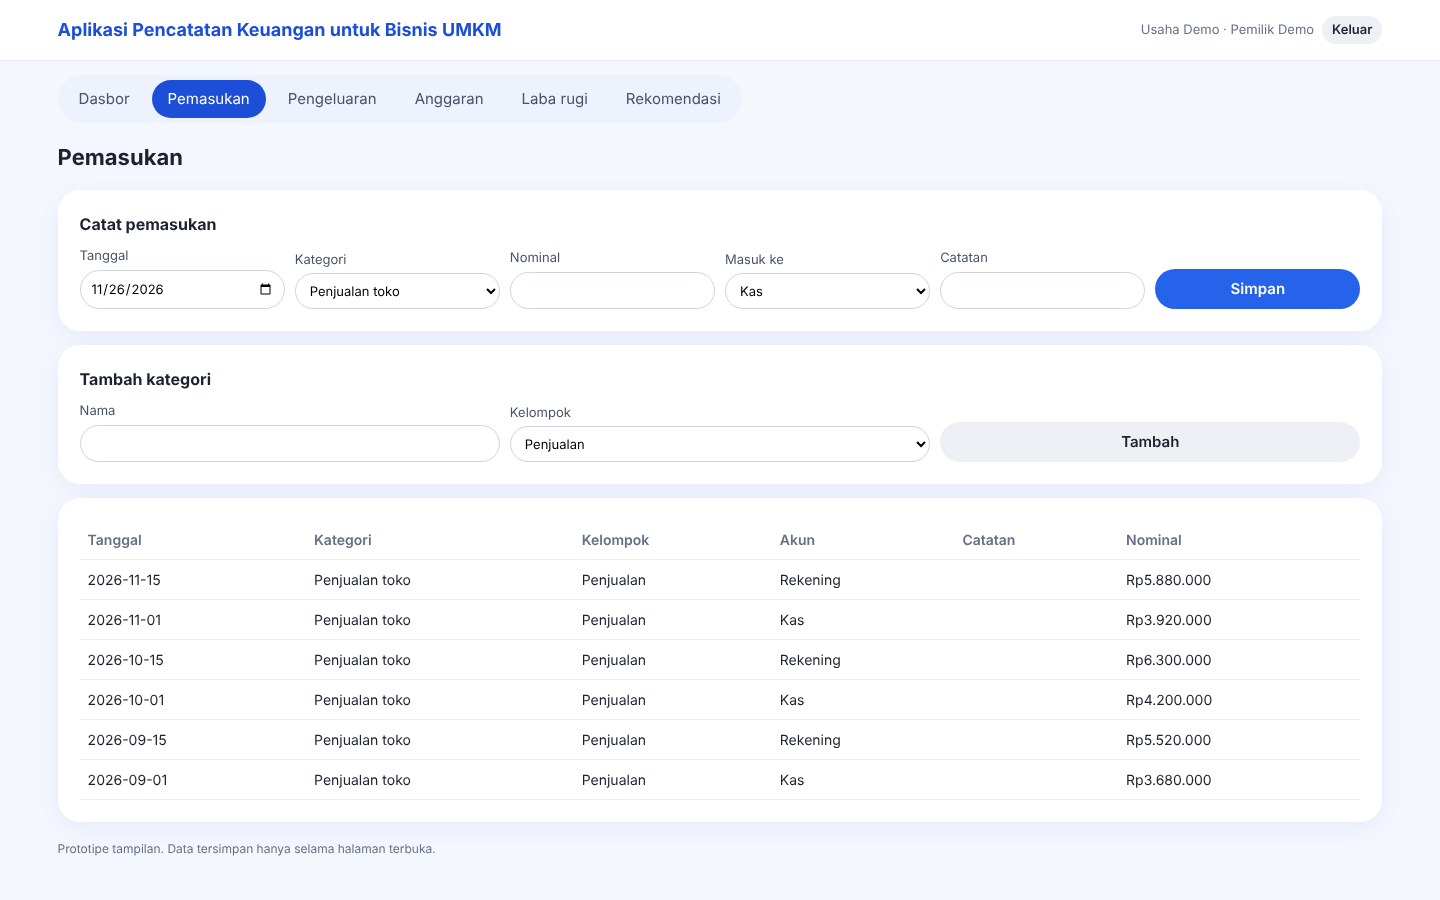 Aplikasi Pencatatan Keuangan untuk Bisnis UMKM
Usaha Demo · Pemilik Demo Keluar
Dasbor Pemasukan Pengeluaran Anggaran Laba rugi Rekomendasi
Pemasukan
Catat pemasukan
Tanggal Kategori Nominal Masuk ke Catatan
11/26/2026 Penjualan toko Kas Simpan
Tambah kategori
Nama Kelompok
Penjualan Tambah
Tanggal Kategori Kelompok Akun Catatan Nominal
2026-11-15 Penjualan toko Penjualan Rekening Rp5.880.000
2026-11-01 Penjualan toko Penjualan Kas Rp3.920.000
2026-10-15 Penjualan toko Penjualan Rekening Rp6.300.000
2026-10-01 Penjualan toko Penjualan Kas Rp4.200.000
2026-09-15 Penjualan toko Penjualan Rekening Rp5.520.000
2026-09-01 Penjualan toko Penjualan Kas Rp3.680.000
Prototipe tampilan. Data tersimpan hanya selama halaman terbuka.